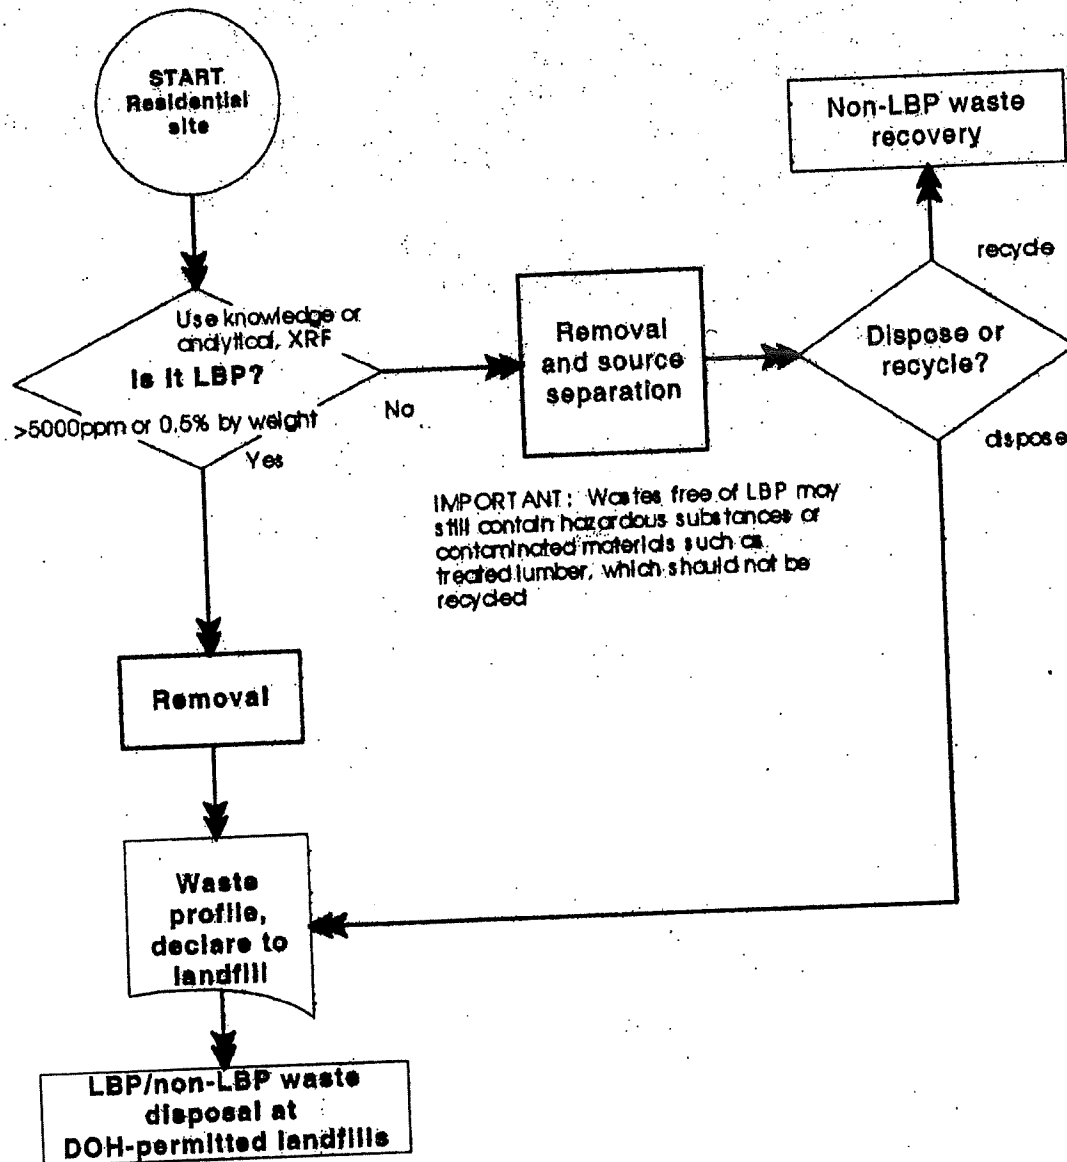 START
Residential
site
Non-LBP waste
recovery
recycle
Use knowledge or
analytical, XRF
Is it LBP?
>5000ppm or 0.5% by weight
Yes
No
Removal
and source
separation
Dispose or
recycle?
dispose
IMPORTANT: Wastes free of LBP may
still contain hazardous substances or
contaminated materials such as
treated lumber, which should not be
recycled
Removal
Waste
profile,
declare to
landfill
LBP/non-LBP waste
disposal at
DOH-permitted landfills